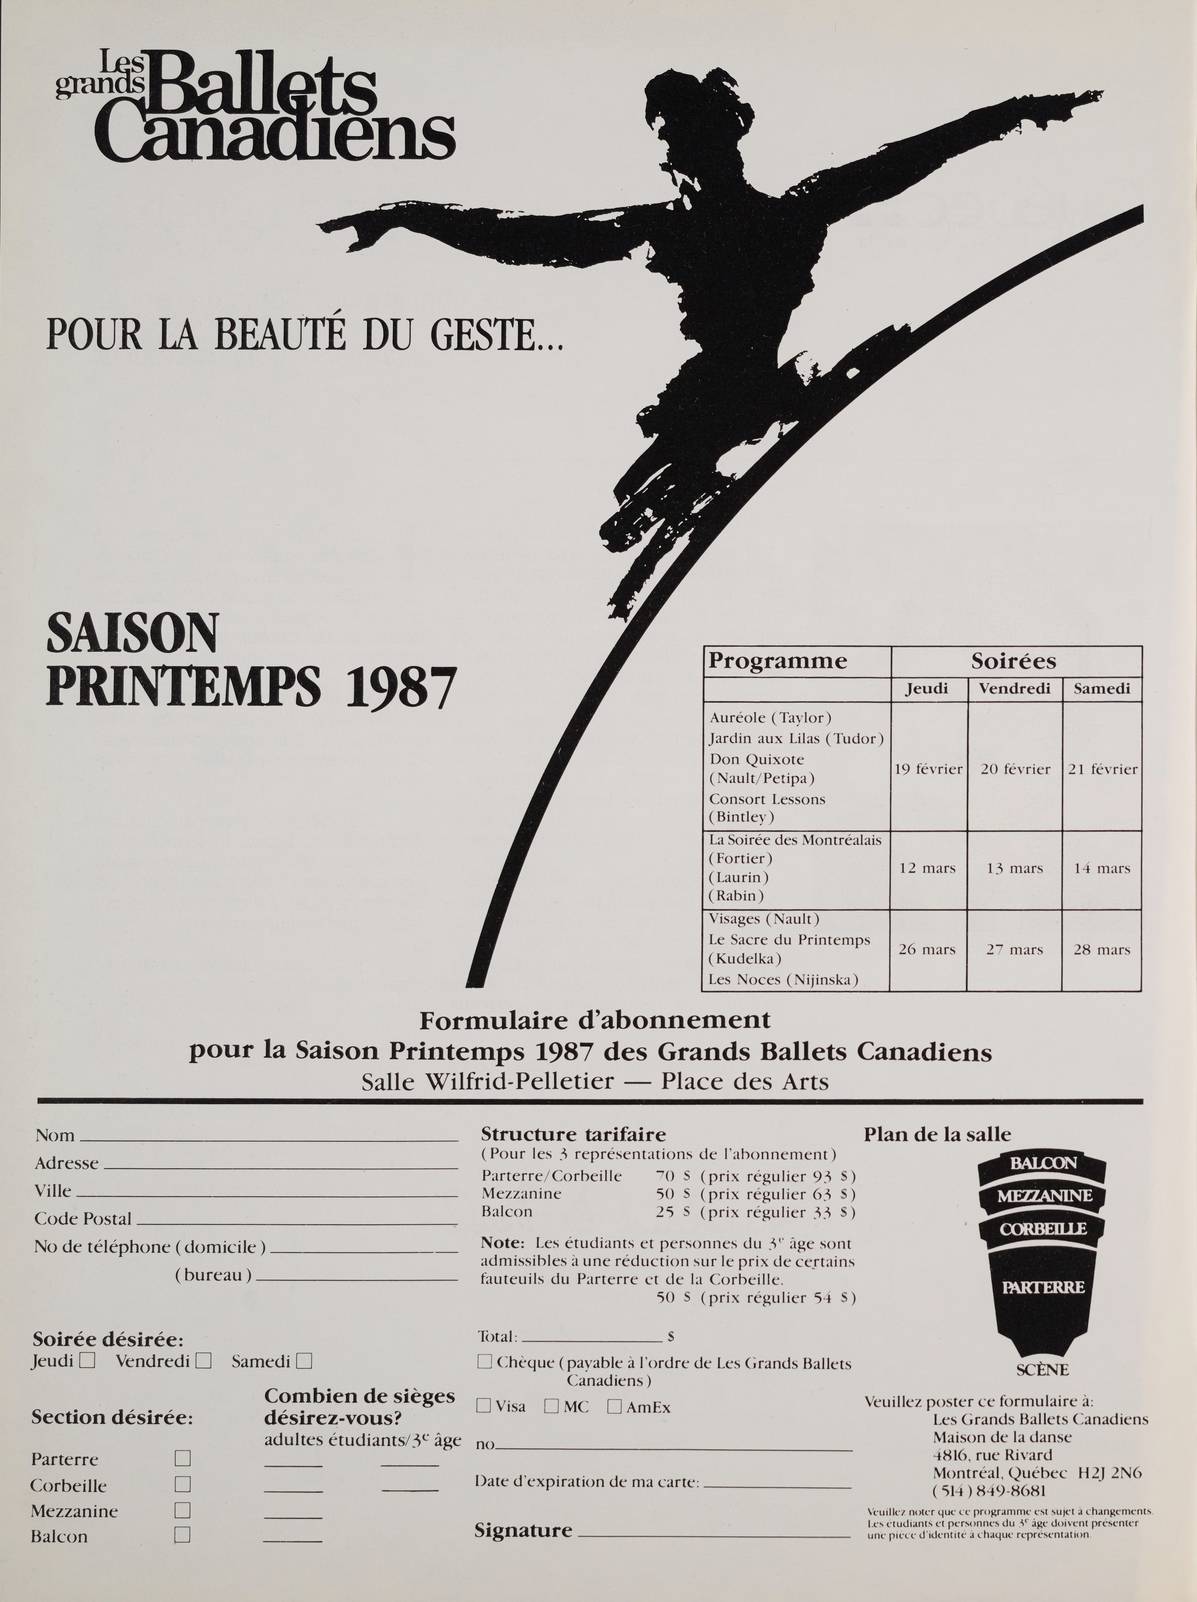 Les
grands Ballets
Canadiens
POUR LA BEAUTÉ DU GESTE...
SAISON
PRINTEMPS 1987
Programme Soirées
Jeudi Vendredi Samedi
Auréole (Taylor)
Jardin aux Lilas (Tudor)
Don Quixote
(Nault/Petipa)
Consort Lessons
(Bintley)
19 février 20 février 21 février
La Soirée des Montréalais
(Fortier)
(Laurin)
(Rabin)
12 mars 13 mars 14 mars
Visages (Nault)
Le Sacre du Printemps
(Kudelka)
Les Noces (Nijinska)
26 mars 27 mars 28 mars
Formulaire d'abonnement
pour la Saison Printemps 1987 des Grands Ballets Canadiens
Salle Wilfrid-Pelletier — Place des Arts
Nom
Adresse
Ville
Code Postal
No de téléphone (domicile)
(bureau)
Soirée désirée:
Jeudi Vendredi Samedi
Section désirée:
Combien de sièges
désirez-vous?
adultes étudiants/3e âge
Parterre
Corbeille
Mezzanine
Balcon
Structure tarifaire
(Pour les 3 représentations de l'abonnement)
Parterre/Corbeille 70 $ (prix régulier 93 $)
Mezzanine 50 $ (prix régulier 63 $)
Balcon 25 $ (prix régulier 33 $)
Note: Les étudiants et personnes du 3e âge sont
admissibles à une réduction sur le prix de certains
fauteuils du Parterre et de la Corbeille.
50 $ (prix régulier 54 $)
Total: $
Chèque (payable à l'ordre de Les Grands Ballets
Canadiens)
Visa MC AmEx
no
Date d'expiration de ma carte:
Signature
Plan de la salle
BALCON
MEZZANINE
CORBEILLE
PARTERRE
SCÈNE
Veuillez poster ce formulaire à:
Les Grands Ballets Canadiens
Maison de la danse
4816, rue Rivard
Montréal, Québec H2J 2N6
(514) 849-8681
Veuillez noter que ce programme est sujet à changements.
Les étudiants et personnes du 3e âge doivent présenter
une pièce d'identité à chaque représentation.